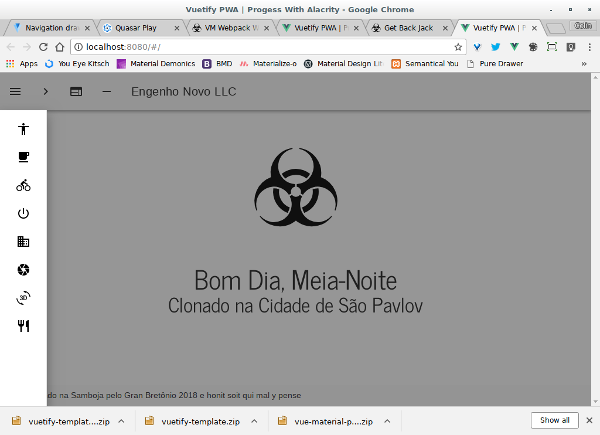 Vuetify PWA | Progess With Alacrity - Google Chrome
Navigation dra
Quasar Play
VM Webpack W
Vuetify PWA | P
Get Back Jack
Vuetify PWA | P
Colin
localhost:8080/#/
Apps
You Eye Kitsch
Material Demonics
BMD
Materialize-o
Material Design Lit
Semantical You
Pure Drawer
»
Engenho Novo LLC
3D
Bom Dia, Meia-Noite
Clonado na Cidade de São Pavlov
do na Samboja pelo Gran Bretônio 2018 e honit soit qui mal y pense
vuetify-templat....zip
vuetify-template.zip
vue-material-p....zip
Show all